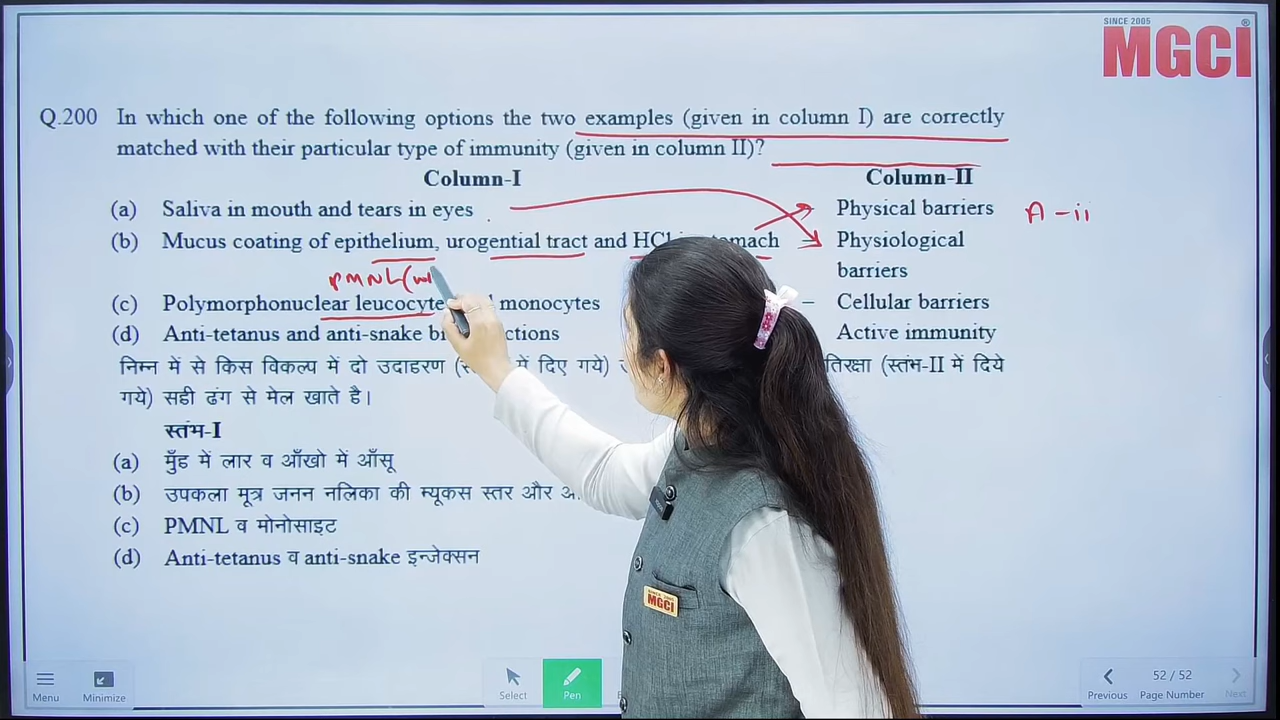 SINCE 2005
MGCI
Q.200 In which one of the following options the two examples (given in column I) are correctly
matched with their particular type of immunity (given in column II)?
Column-I Column-II
(a) Saliva in mouth and tears in eyes Physical barriers A - ii
(b) Mucus coating of epithelium, urogential tract and HCl – Physiological
barriers
PMNL (
(c) Polymorphonuclear leucocyte monocytes – Cellular barriers
(d) Anti-tetanus and anti-snake Active immunity
निम्न में से किस विकल्प में दो उदाहरण में दिए गये) (स्तंभ-II में दिये
गये) सही ढंग से मेल खाते है।
स्तंभ-I
(a) मुँह में लार व आँखो में आँसू
(b) उपकला मूत्र जनन नलिका की म्यूकस स्तर और
(c) PMNL व मोनोसाइट
(d) Anti-tetanus व anti-snake इन्जेक्सन
SINCE 2005
MGCI
Menu Minimize Select Pen Previous 52 / 52 Page Number Next